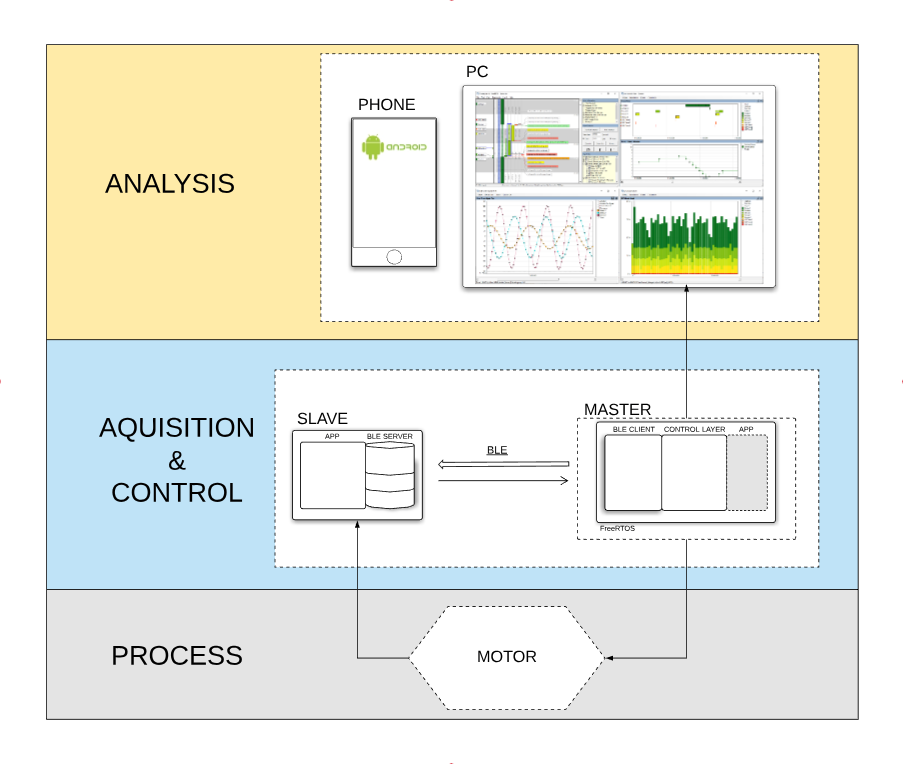 PC
PHONE
ANDROID
ANALYSIS
MASTER
SLAVE
APP
BLE SERVER
BLE CLIENT
CONTROL LAYER
APP
AQUISITION
&
CONTROL
BLE
FreeRTOS
PROCESS
MOTOR